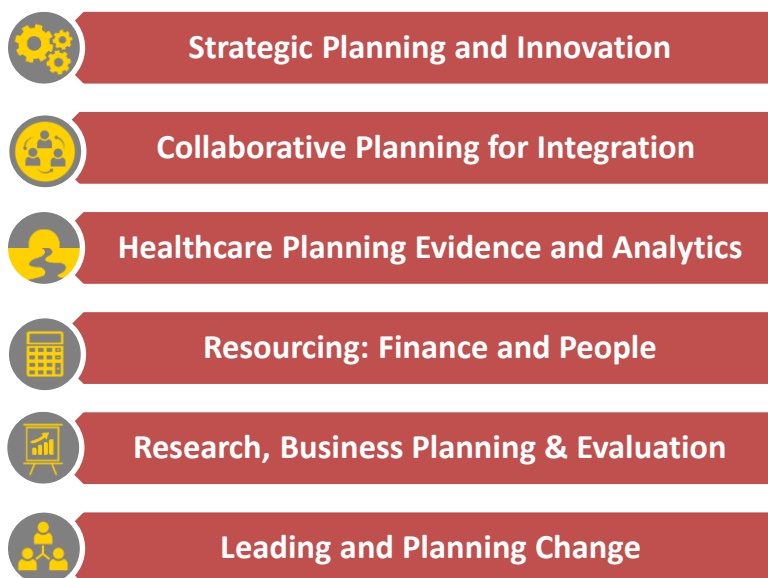 Strategic Planning and Innovation
Collaborative Planning for Integration
Healthcare Planning Evidence and Analytics
Resourcing: Finance and People
Research, Business Planning & Evaluation
Leading and Planning Change